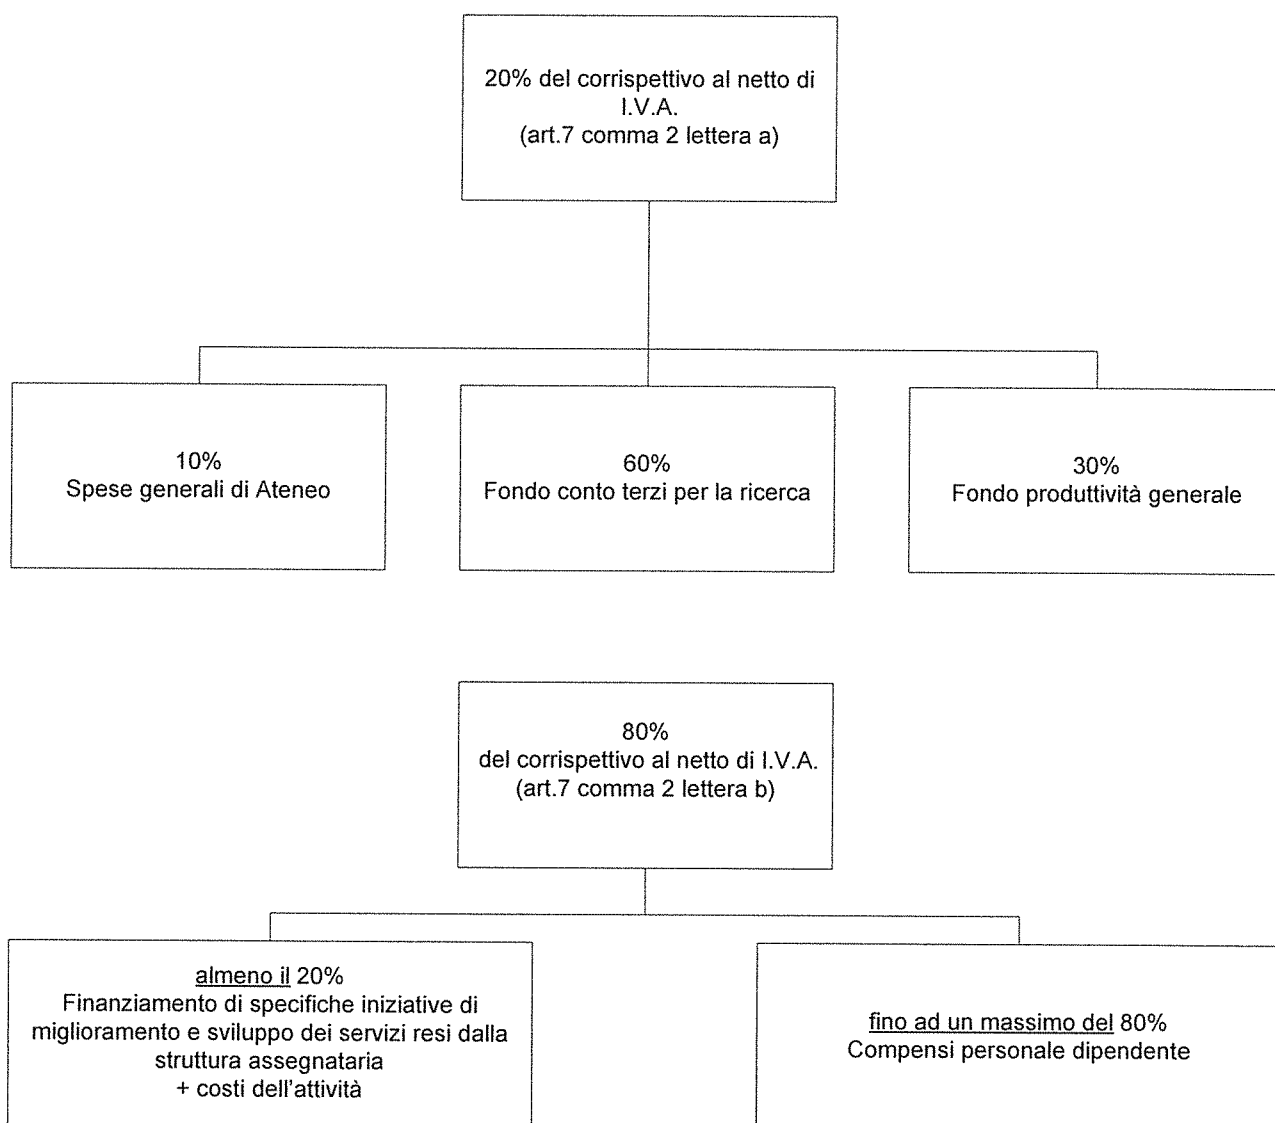 20% del corrispettivo al netto di
I.V.A.
(art.7 comma 2 lettera a)
10%
Spese generali di Ateneo
60%
Fondo conto terzi per la ricerca
30%
Fondo produttività generale
80%
del corrispettivo al netto di I.V.A.
(art.7 comma 2 lettera b)
almeno il 20%
Finanziamento di specifiche iniziative di
miglioramento e sviluppo dei servizi resi dalla
struttura assegnataria
+ costi dell'attività
fino ad un massimo del 80%
Compensi personale dipendente